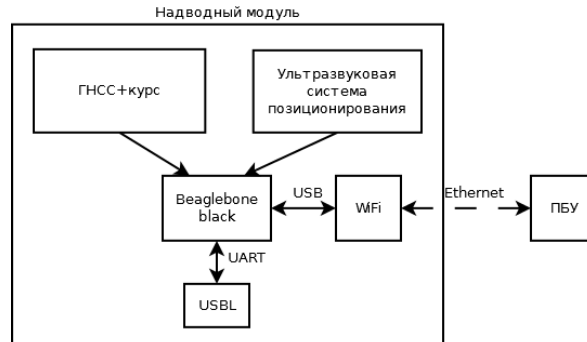 Надводный модуль
ГНСС+курс
Ультразвуковая
система
позиционирования
Beaglebone
black
USB
WiFi
Ethernet
ПБУ
UART
USBL